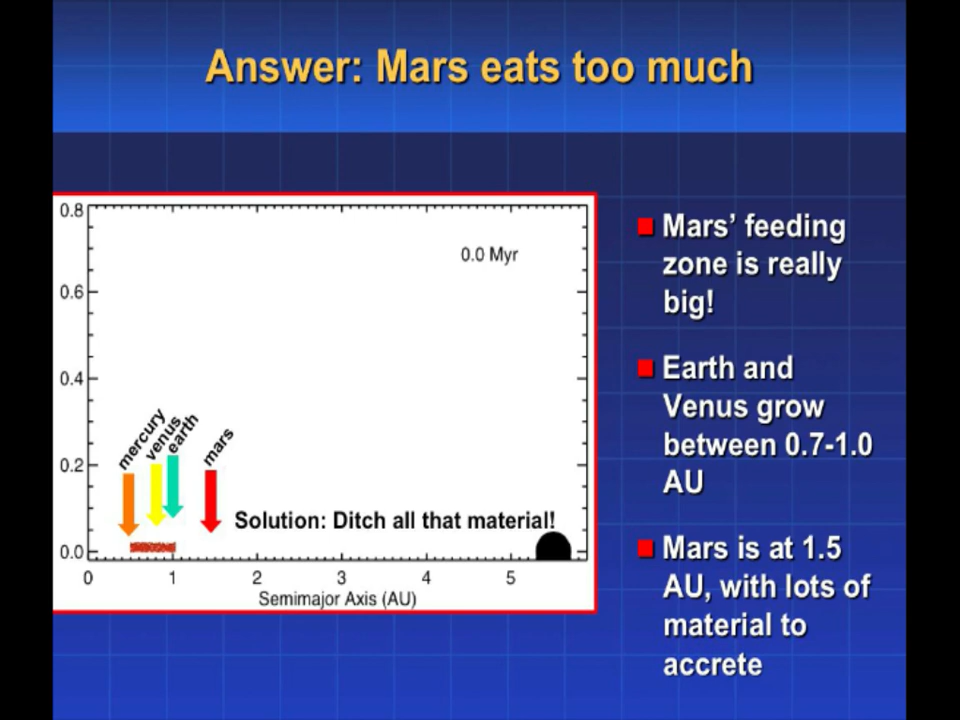 Answer: Mars eats too much
0.8
0.0 Myr
0.6
0.4
mercury
venus
earth
mars
0.2
Solution: Ditch all that material!
0.0
0 1 2 3 4 5
Semimajor Axis (AU)
Mars’ feeding
zone is really
big!
Earth and
Venus grow
between 0.7-1.0
AU
Mars is at 1.5
AU, with lots of
material to
accrete